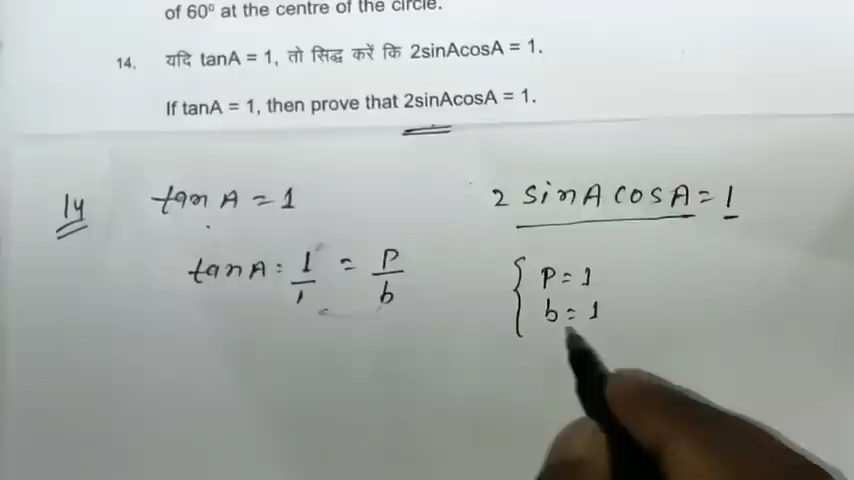 of 60⁰ at the centre of the circle.
14. यदि tanA = 1, तो सिद्ध करें कि 2sinAcosA = 1.
If tanA = 1, then prove that 2sinAcosA = 1.
14 tan A = 1
2 sin A cos A = 1
tan A = 1/1 = P/b
P = 1
b = 1